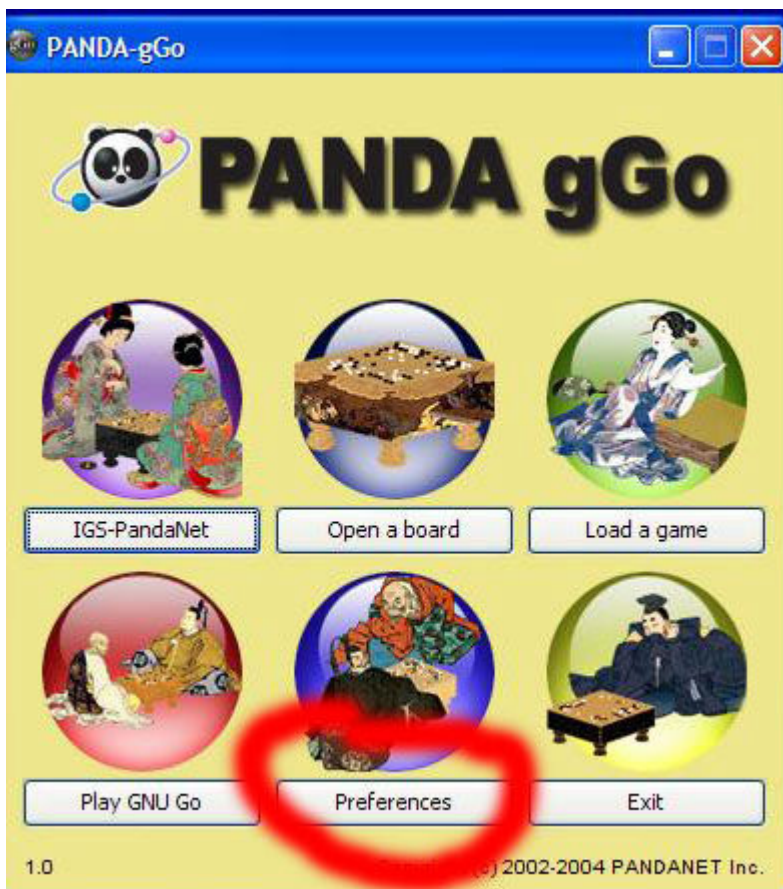 PANDA-gGo
PANDA gGo
IGS-PandaNet Open a board Load a game
Play GNU Go Preferences Exit
1.0 2002-2004 PANDANET Inc.